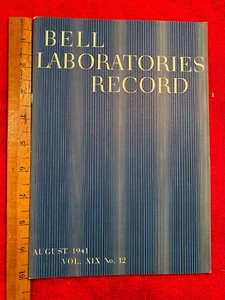 BELL
LABORATORIES
RECORD
AUGUST 1941
VOL. XIX No. 12